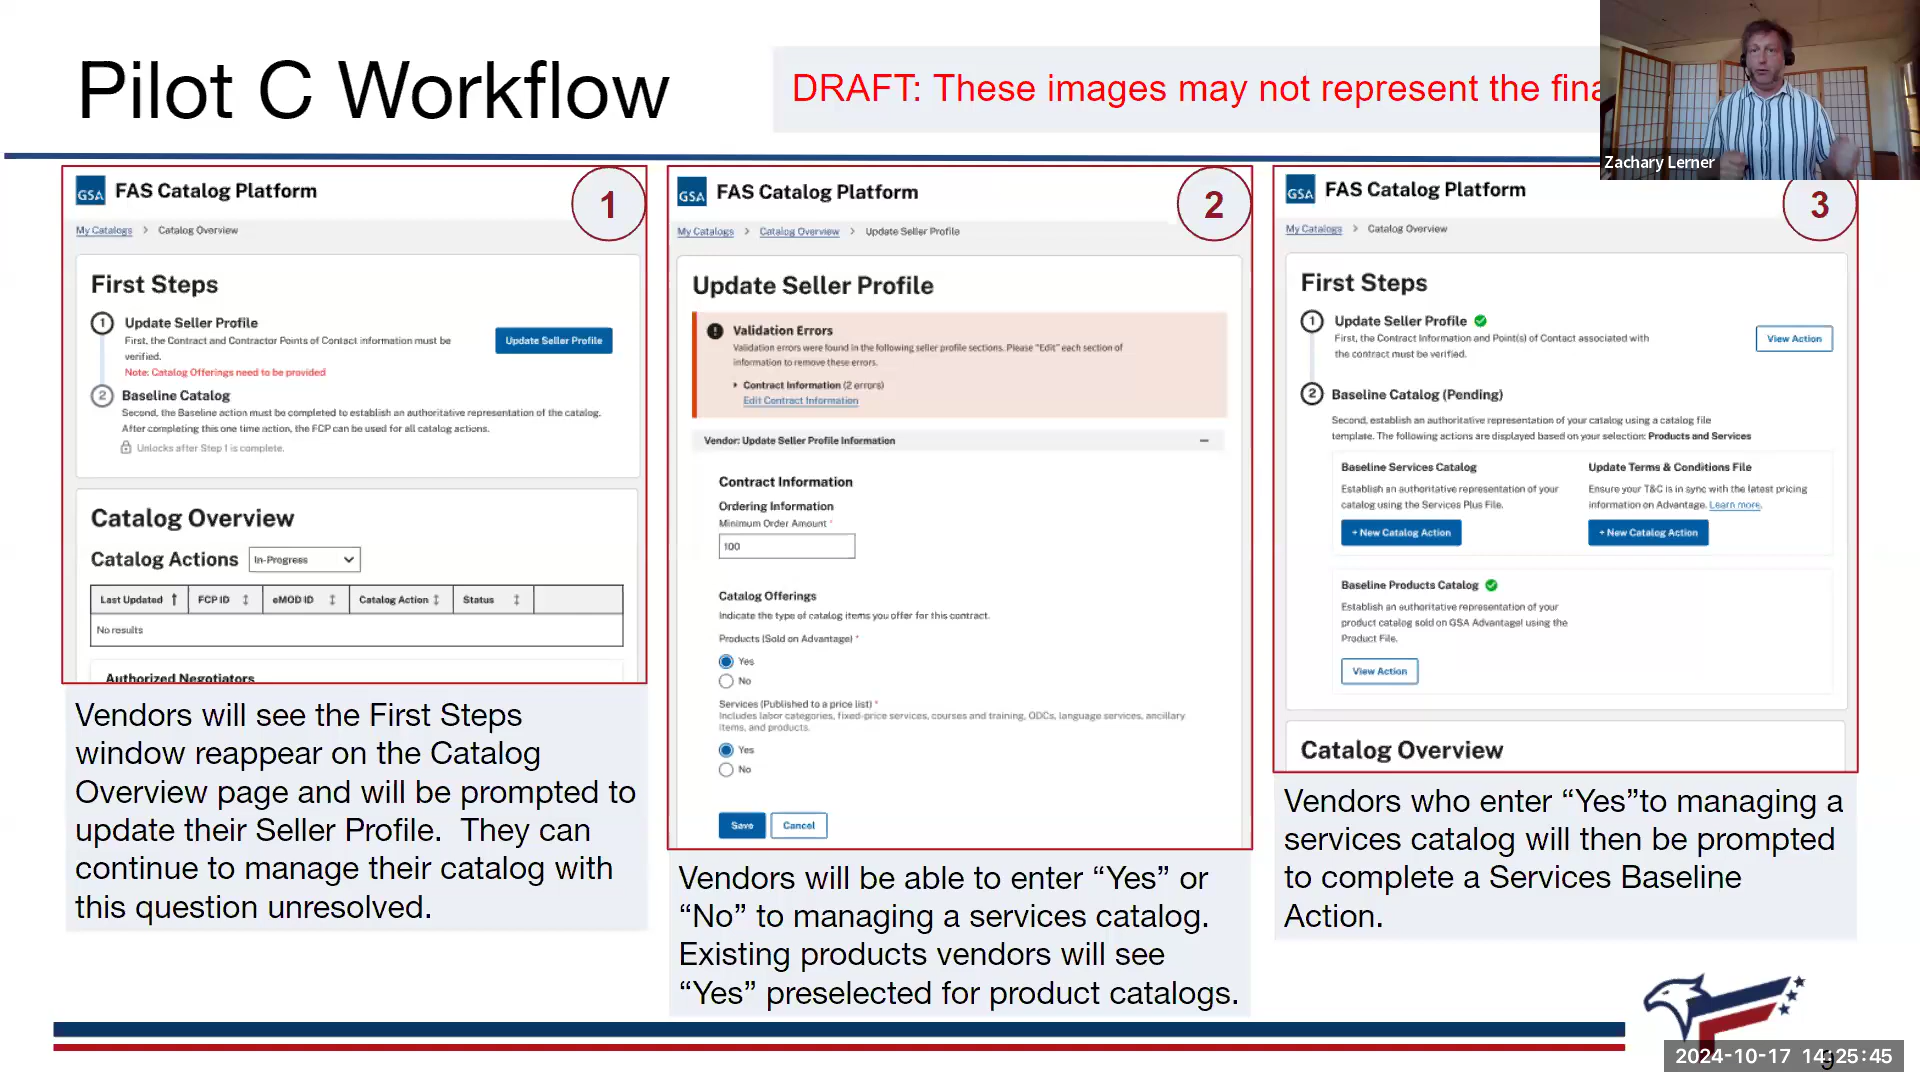 Pilot C Workflow
DRAFT: These images may not represent the fina
Zachary Lerner
GSA FAS Catalog Platform
1
My Catalogs > Catalog Overview
First Steps
1 Update Seller Profile
First, the Contract and Contractor Points of Contact information must be
verified.
Note: Catalog Offerings need to be provided
Update Seller Profile
2 Baseline Catalog
Second, the Baseline action must be completed to establish an authoritative representation of the catalog.
After completing this one time action, the FCP can be used for all catalog actions.
Unlocks after Step 1 is complete.
Catalog Overview
Catalog Actions In-Progress
Last Updated FCP ID eMOD ID Catalog Action Status
No results
Authorized Negotiators
Vendors will see the First Steps
window reappear on the Catalog
Overview page and will be prompted to
update their Seller Profile. They can
continue to manage their catalog with
this question unresolved.
GSA FAS Catalog Platform
2
My Catalogs > Catalog Overview > Update Seller Profile
Update Seller Profile
Validation Errors
Validation errors were found in the following seller profile sections. Please "Edit" each section of
information to remove these errors.
Contract Information (2 errors)
Edit Contract Information
Vendor: Update Seller Profile Information
Contract Information
Ordering Information
Minimum Order Amount *
100
Catalog Offerings
Indicate the type of catalog items you offer for this contract.
Products (Sold on Advantage) *
Yes
No
Services (Published to a price list) *
Includes labor categories, fixed-price services, courses and training, ODCs, language services, ancillary
items, and products.
Yes
No
Save Cancel
Vendors will be able to enter “Yes” or
“No” to managing a services catalog.
Existing products vendors will see
“Yes” preselected for product catalogs.
GSA FAS Catalog Platform
3
My Catalogs > Catalog Overview
First Steps
1 Update Seller Profile
First, the Contract Information and Point(s) of Contact associated with
the contract must be verified.
View Action
2 Baseline Catalog (Pending)
Second, establish an authoritative representation of your catalog using a catalog file
template. The following actions are displayed based on your selection: Products and Services
Baseline Services Catalog
Establish an authoritative representation of your
catalog using the Services Plus File.
+ New Catalog Action
Update Terms & Conditions File
Ensure your T&C is in sync with the latest pricing
information on Advantage. Learn more.
+ New Catalog Action
Baseline Products Catalog
Establish an authoritative representation of your
product catalog sold on GSA Advantage! using the
Product File.
View Action
Catalog Overview
Vendors who enter “Yes”to managing a
services catalog will then be prompted
to complete a Services Baseline
Action.
9
2024-10-17 14:25:45